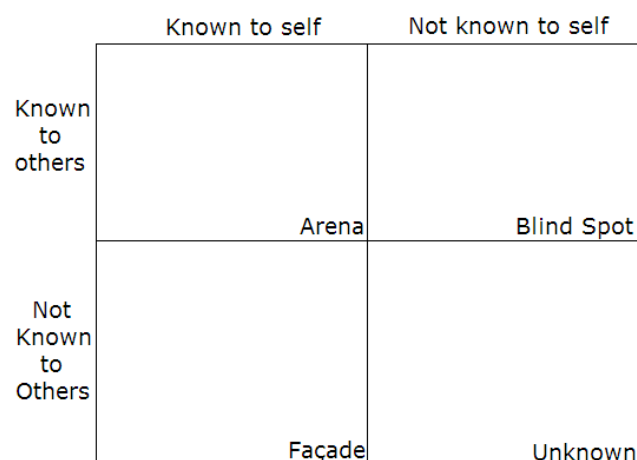 Known to self
Not known to self
Known
to
others
Arena
Blind Spot
Not
Known
to
Others
Façade
Unknown